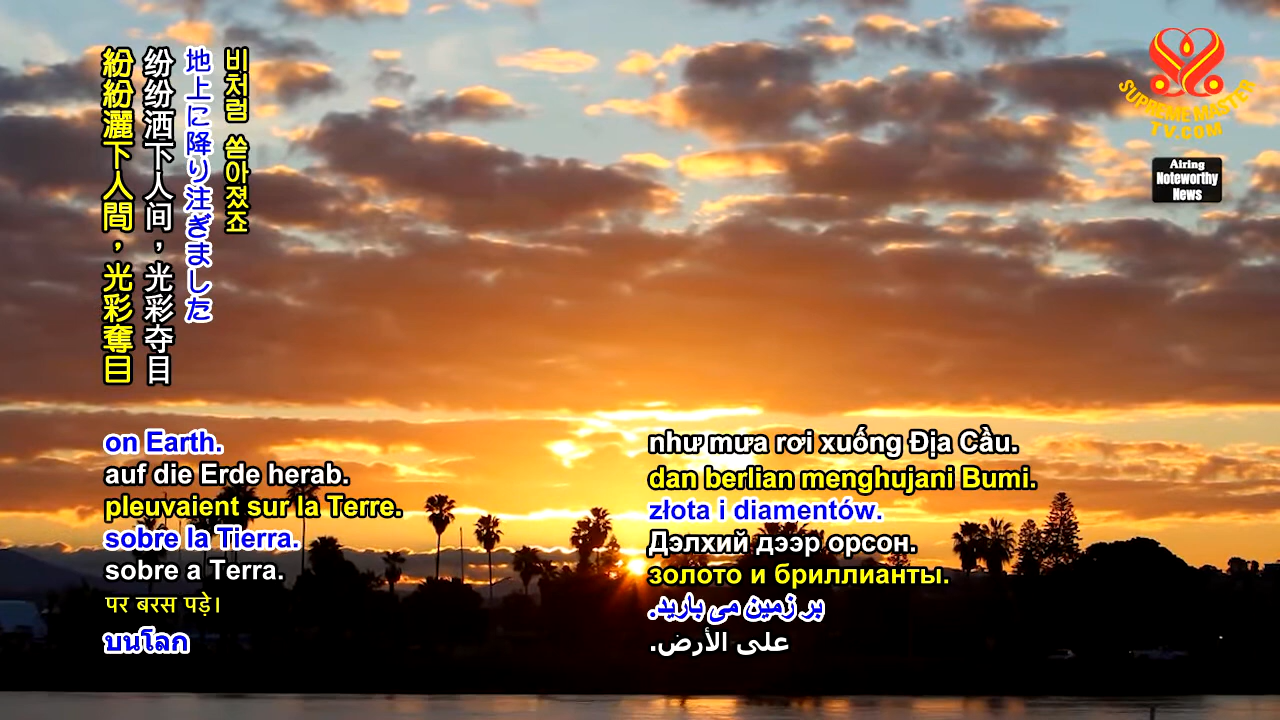 紛紛灑下人間，光彩奪目
纷纷洒下人间，光彩夺目
地上に降り注ぎました
비처럼 쏟아졌죠
on Earth.
auf die Erde herab.
pleuvaient sur la Terre.
sobre la Tierra.
sobre a Terra.
पर बरस पड़े।
บนโลก
như mưa rơi xuống Địa Cầu.
dan berlian menghujani Bumi.
złota i diamentów.
Дэлхий дээр орсон.
золото и бриллианты.
بر زمین می بارید.
على الأرض.
SUPREME MASTER
TV.COM
Airing
Noteworthy
News